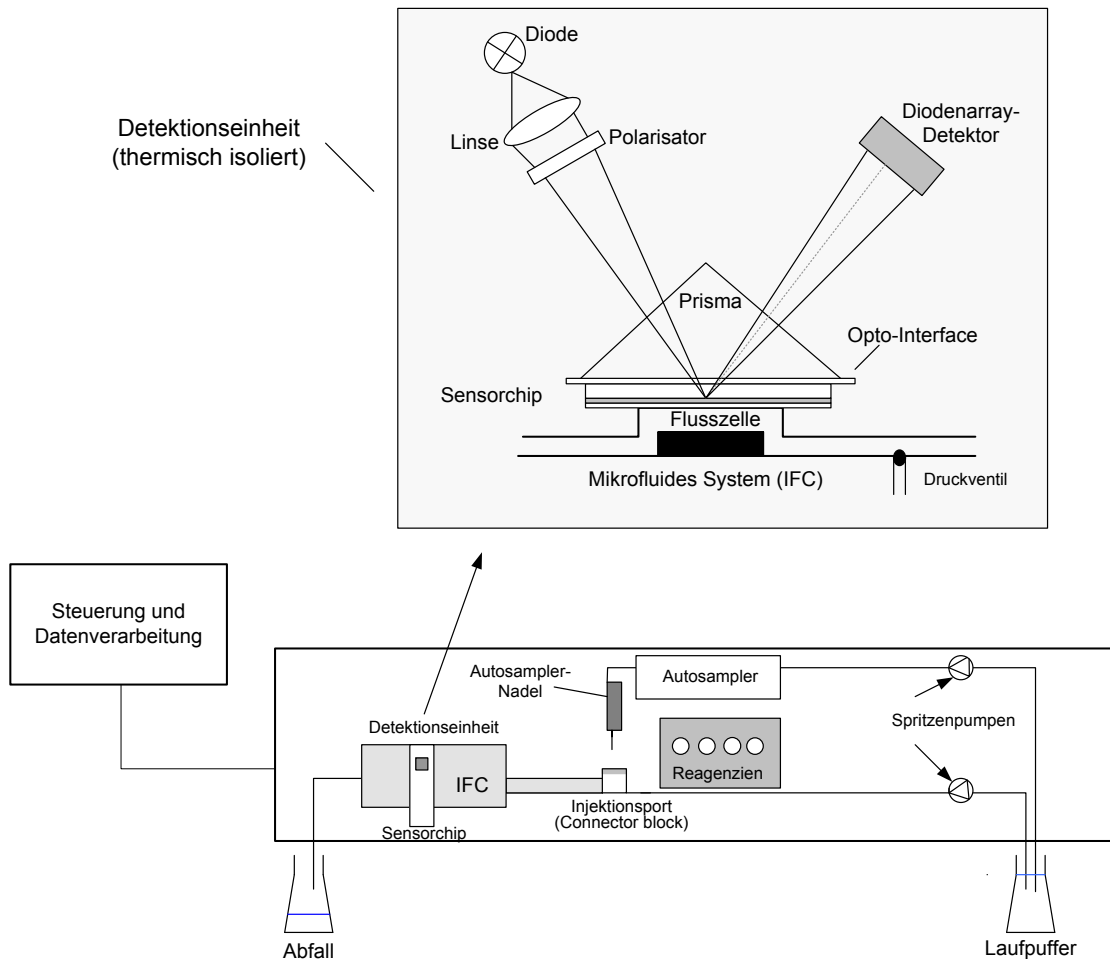 Diode
Detektionseinheit
(thermisch isoliert)
Diodenarray-
Detektor
Linse
Polarisator
Prisma
Opto-Interface
Sensorchip
Flusszelle
Mikrofluides System (IFC)
Druckventil
Steuerung und
Datenverarbeitung
Autosampler-
Nadel
Autosampler
Spritzenpumpen
Detektionseinheit
IFC
Reagenzien
Injektionsport
(Connector block)
Sensorchip
Abfall
Laufpuffer